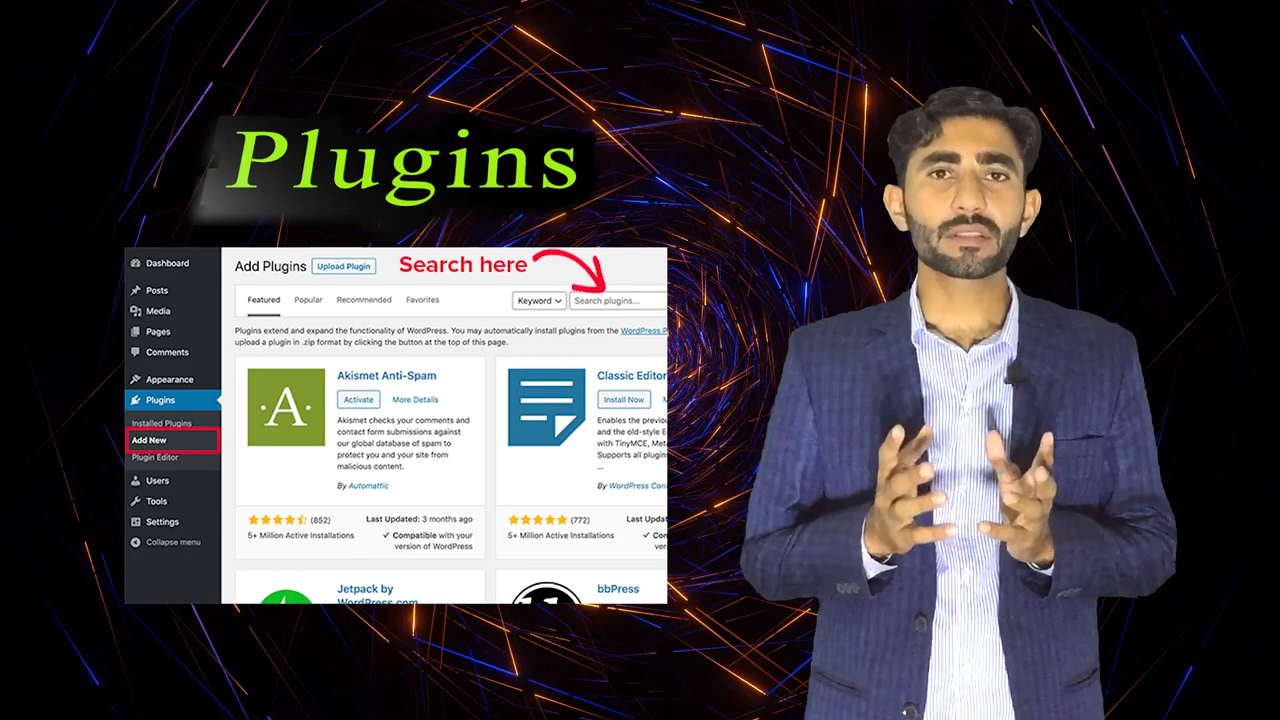 Plugins
Dashboard
Posts
Media
Pages
Comments
Appearance
Plugins
Installed Plugins
Add New
Plugin Editor
Users
Tools
Settings
Collapse menu
Add Plugins Upload Plugin Search here
Featured Popular Recommended Favorites Keyword Search plugins...
Plugins extend and expand the functionality of WordPress. You may automatically install plugins from the WordPress
upload a plugin in .zip format by clicking the button at the top of this page.
Akismet Anti-Spam
Activate More Details
Akismet checks your comments and
contact form submissions against
our global database of spam to
protect you and your site from
malicious content.
By Automattic
(852) Last Updated: 3 months ago
5+ Million Active Installations Compatible with your
version of WordPress
Classic Editor
Install Now
Enables the previous
and the old-style
with TinyMCE,
Supports all
...
By WordPress
(772) Last
5+ Million Active Installations
Jetpack by
WordPress.com
bbPress